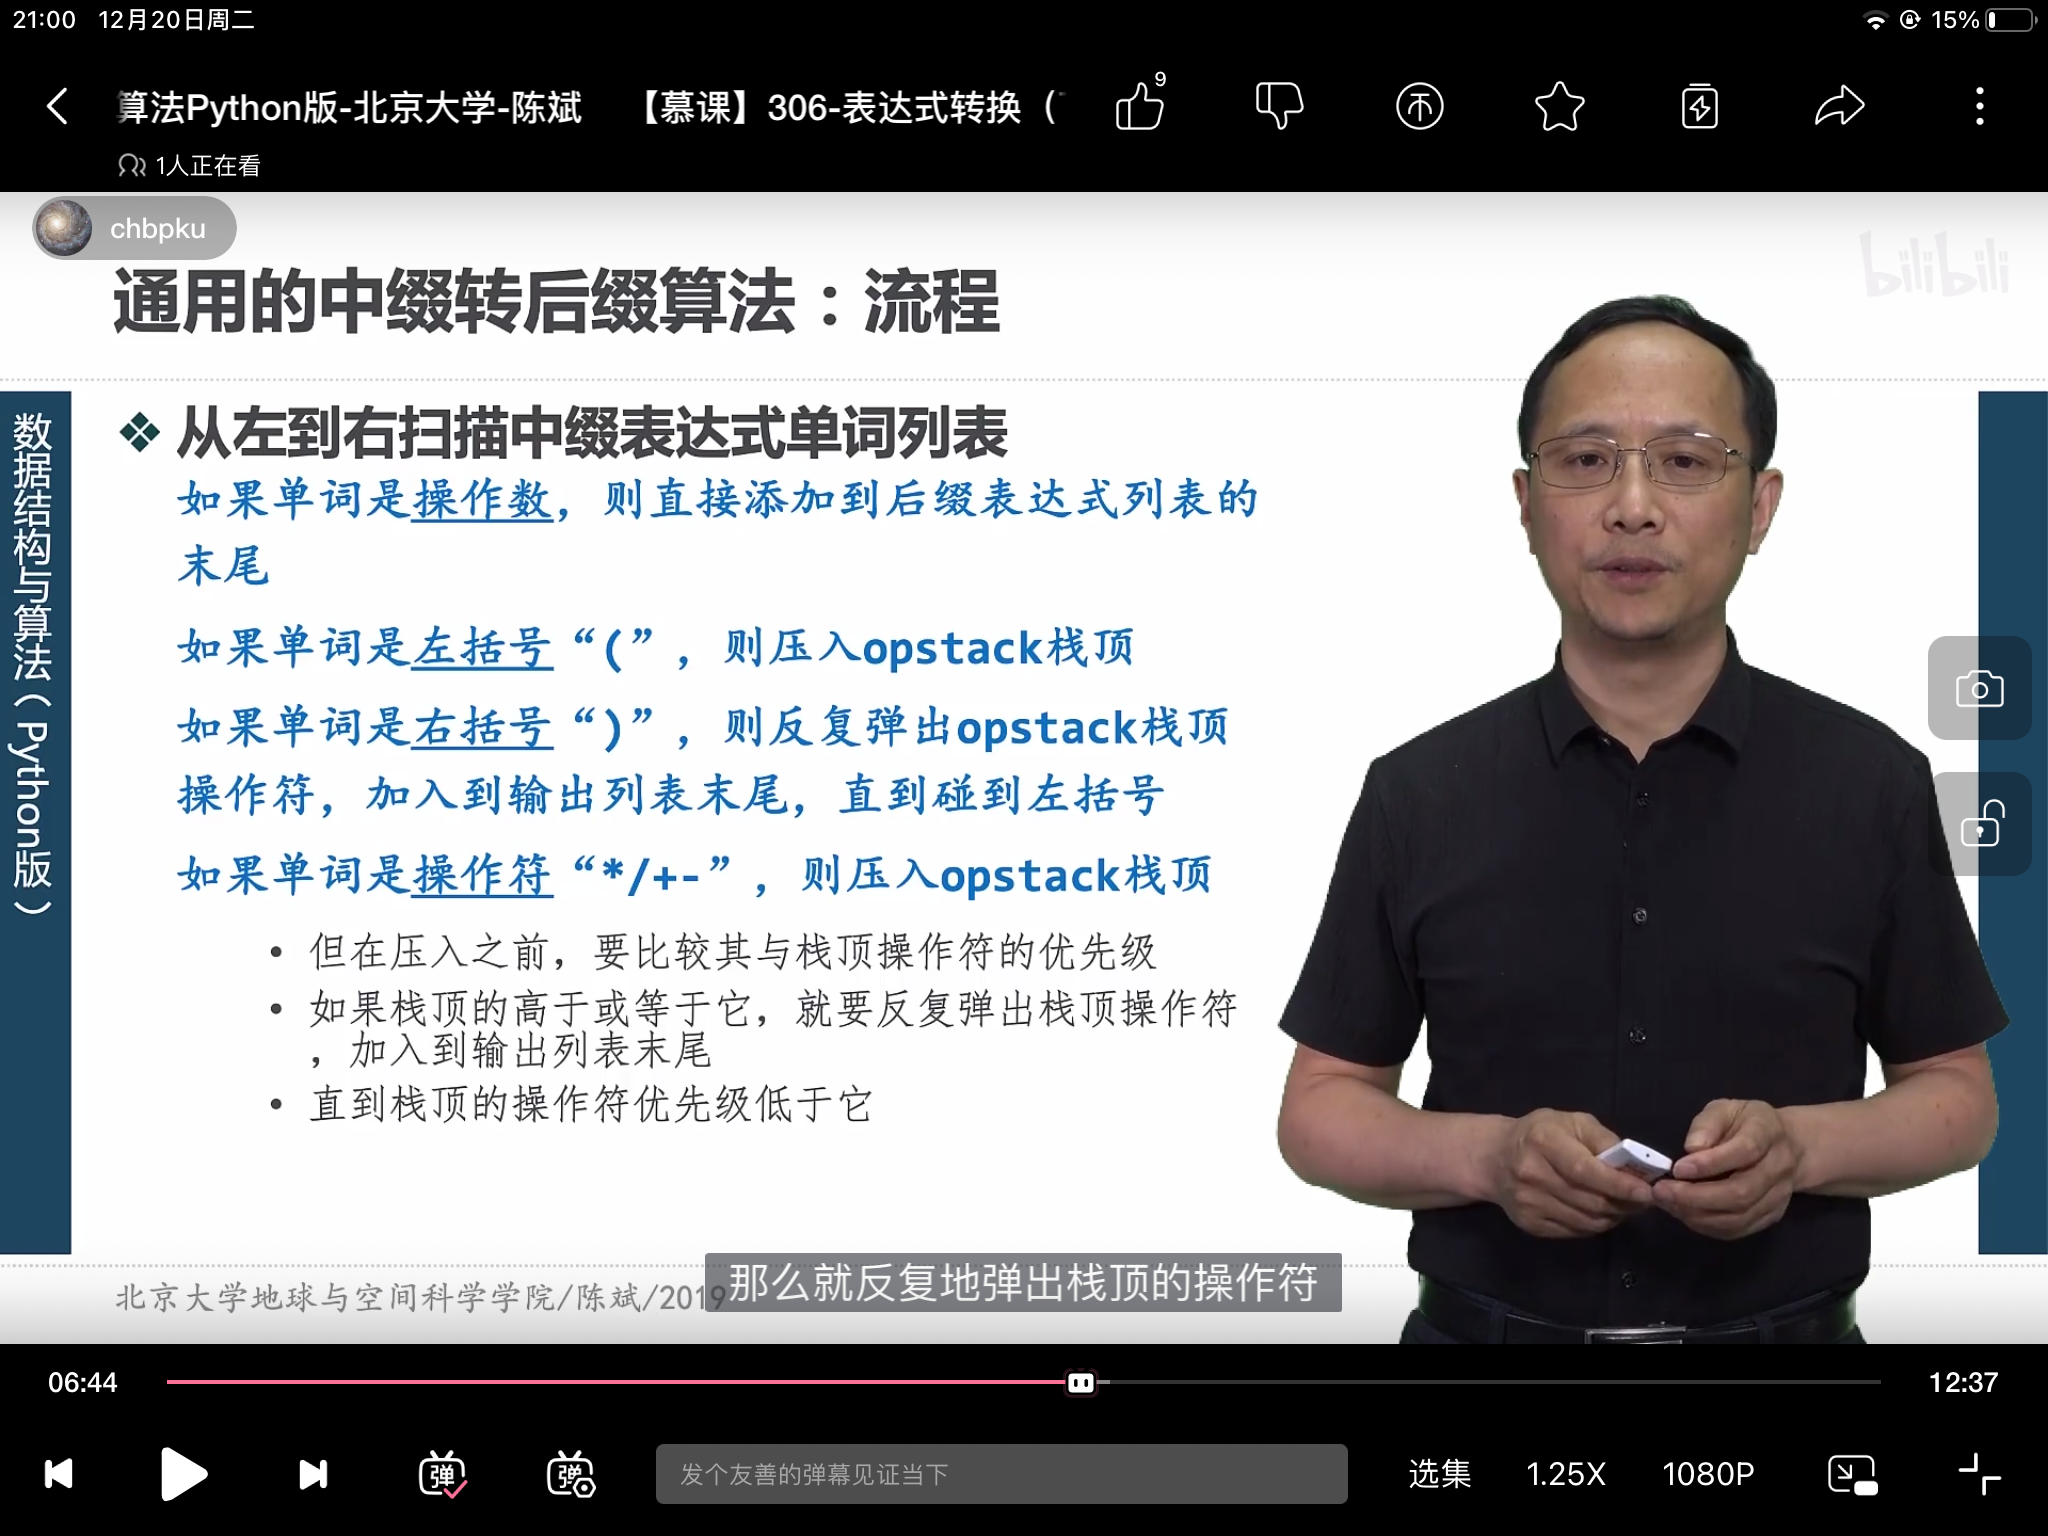 21:00 12月20日周二
15%
算法Python版-北京大学-陈斌 【慕课】306-表达式转换（
9
1人正在看
chbpku
bilibili
通用的中缀转后缀算法：流程
数据结构与算法（Python版）
从左到右扫描中缀表达式单词列表
如果单词是操作数，则直接添加到后缀表达式列表的
末尾
如果单词是左括号“(”，则压入opstack栈顶
如果单词是右括号“)”，则反复弹出opstack栈顶
操作符，加入到输出列表末尾，直到碰到左括号
如果单词是操作符“*/+-”，则压入opstack栈顶
• 但在压入之前，要比较其与栈顶操作符的优先级
• 如果栈顶的高于或等于它，就要反复弹出栈顶操作符
，加入到输出列表末尾
• 直到栈顶的操作符优先级低于它
北京大学地球与空间科学学院/陈斌/2019
那么就反复地弹出栈顶的操作符
06:44
12:37
弹
弹
发个友善的弹幕见证当下
选集
1.25X
1080P